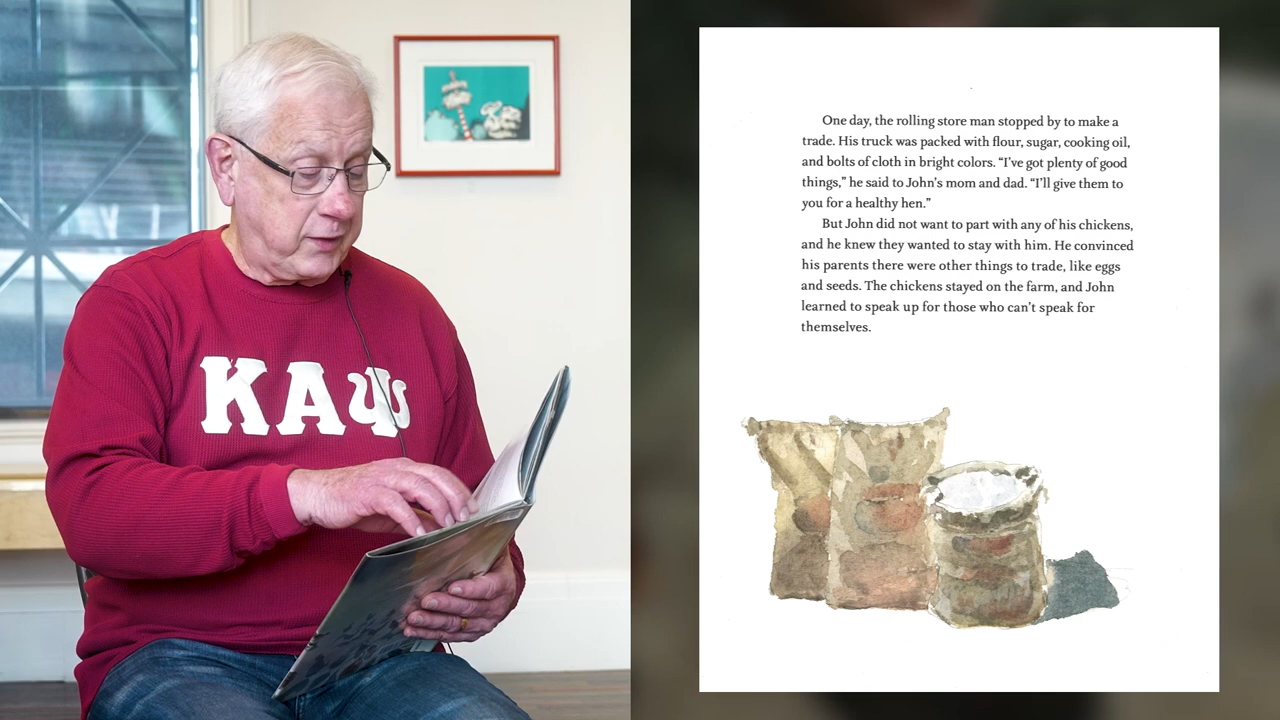 ΚΑΨ
One day, the rolling store man stopped by to make a
trade. His truck was packed with flour, sugar, cooking oil,
and bolts of cloth in bright colors. “I’ve got plenty of good
things,” he said to John’s mom and dad. “I’ll give them to
you for a healthy hen.”
But John did not want to part with any of his chickens,
and he knew they wanted to stay with him. He convinced
his parents there were other things to trade, like eggs
and seeds. The chickens stayed on the farm, and John
learned to speak up for those who can’t speak for
themselves.